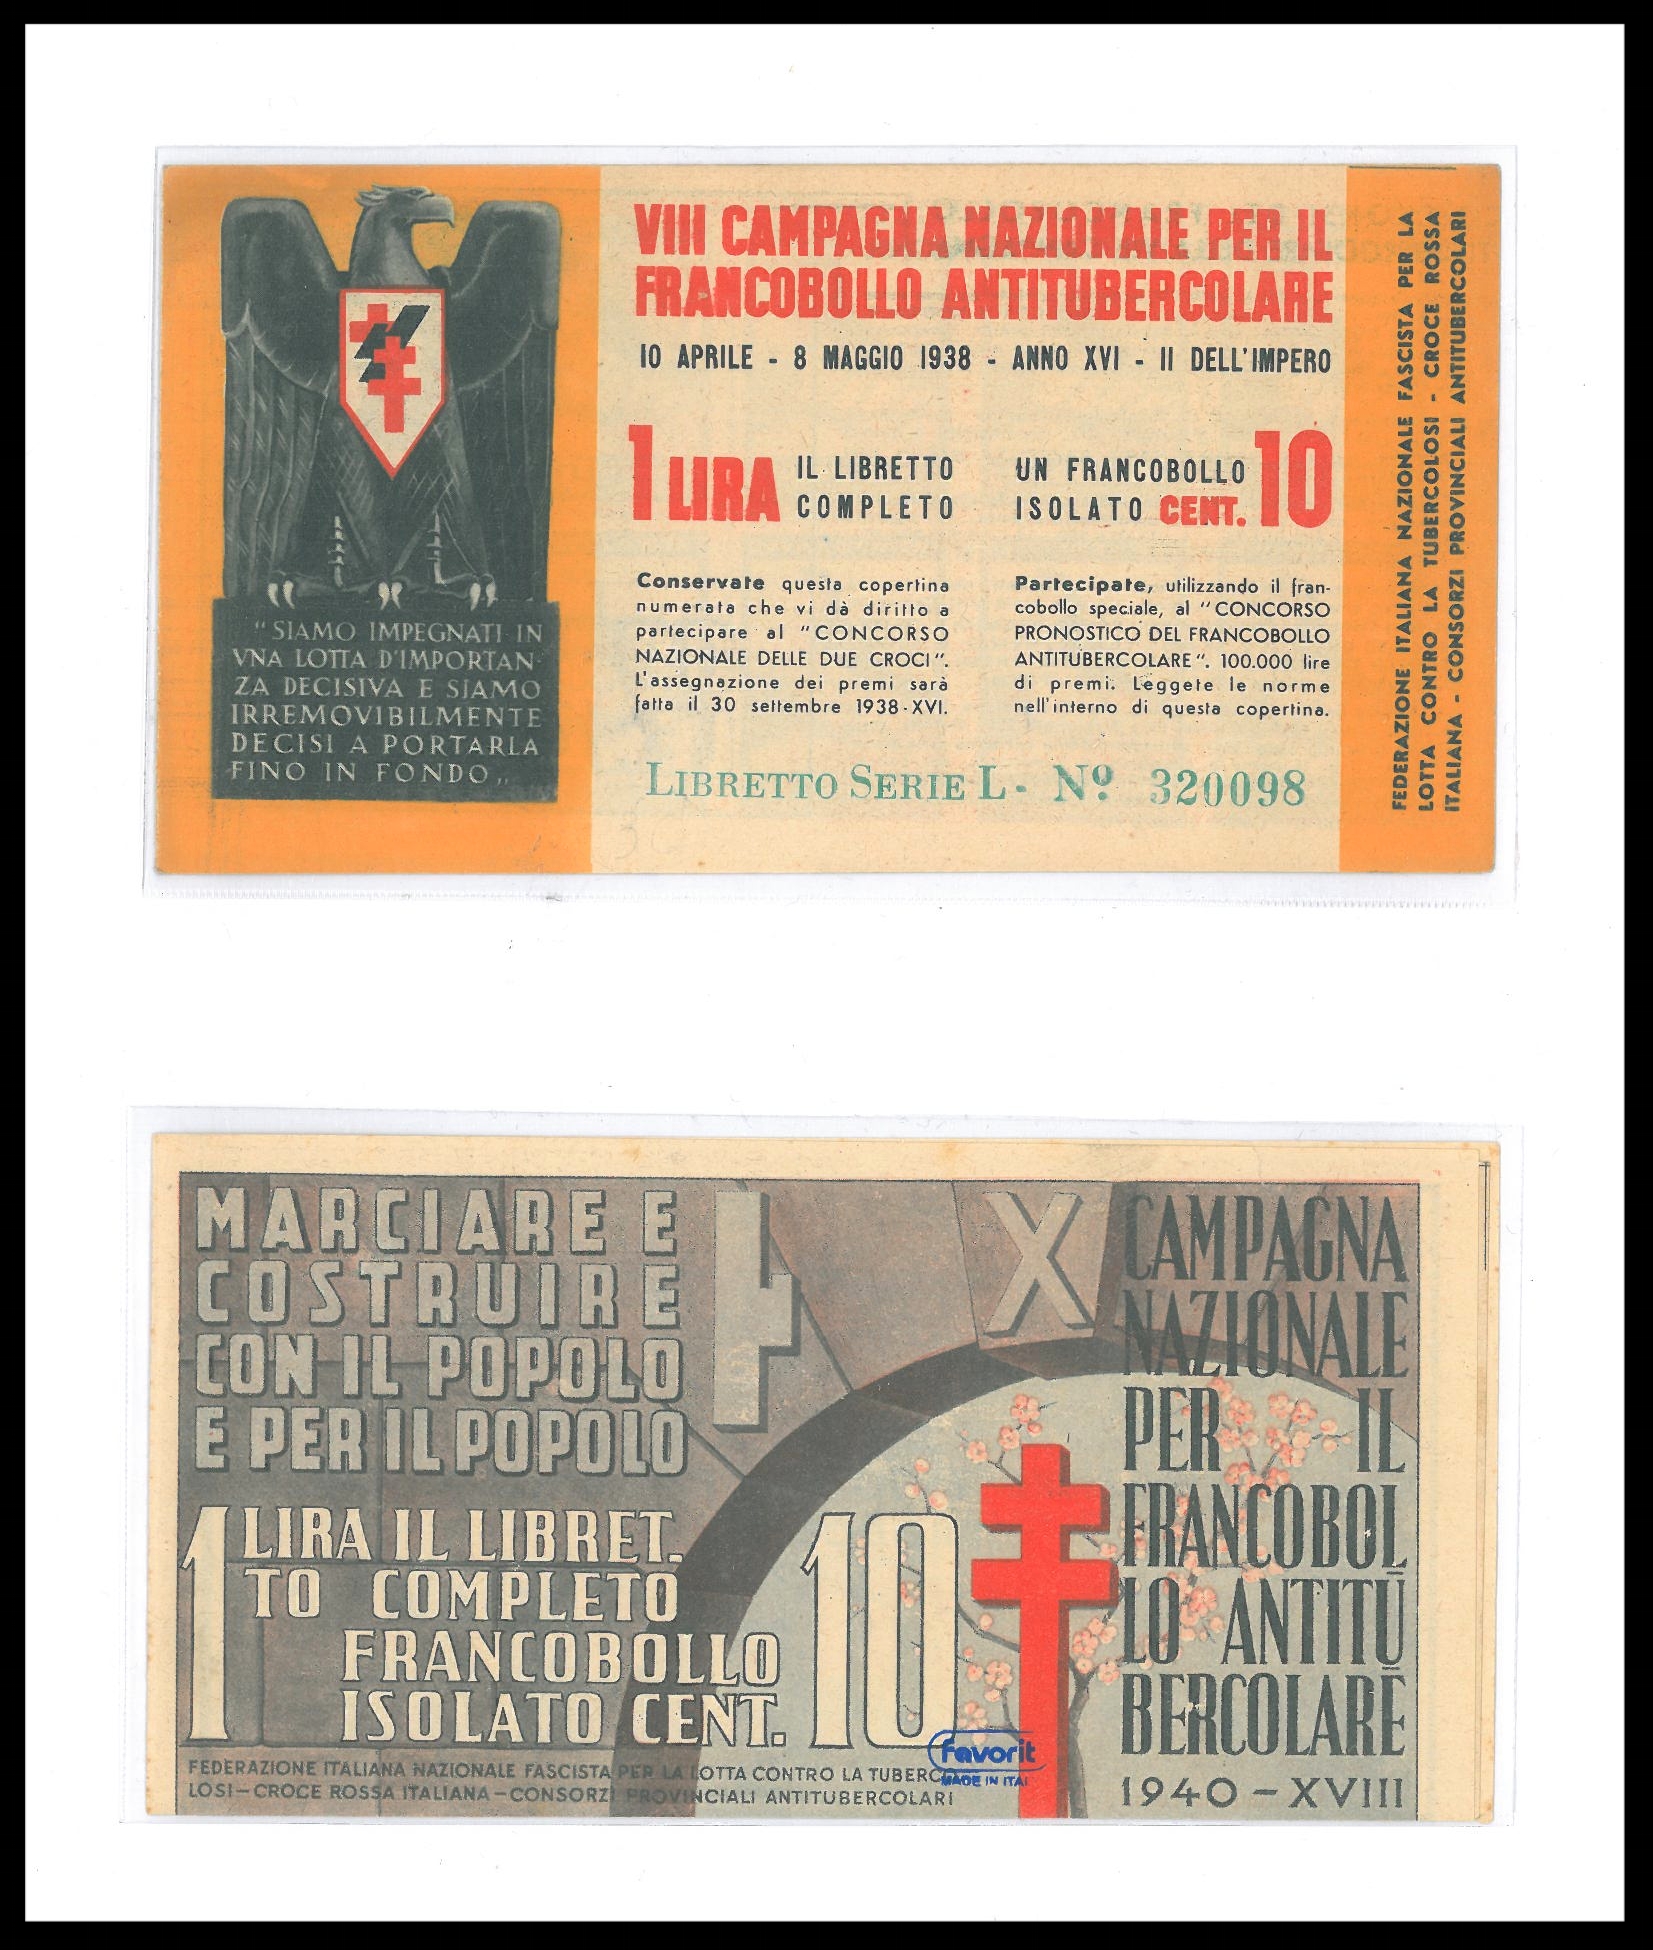 VIII CAMPAGNA NAZIONALE PER IL
FRANCOBOLLO ANTITUBERCOLARE
10 APRILE - 8 MAGGIO 1938 - ANNO XVI - II DELL'IMPERO
1 LIRA IL LIBRETTO
COMPLETO
UN FRANCOBOLLO
ISOLATO CENT. 10
Conservate questa copertina
numerata che vi dà diritto a
partecipare al "CONCORSO
NAZIONALE DELLE DUE CROCI".
L'assegnazione dei premi sarà
fatta il 30 settembre 1938-XVI.
Partecipate, utilizzando il fran-
cobollo speciale, al "CONCORSO
PRONOSTICO DEL FRANCOBOLLO
ANTITUBERCOLARE". 100.000 lire
di premi. Leggete le norme
nell'interno di questa copertina.
LIBRETTO SERIE L - Nº 320098
"SIAMO IMPEGNATI IN
VNA LOTTA D'IMPORTAN-
ZA DECISIVA E SIAMO
IRREMOVIBILMENTE
DECISI A PORTARLA
FINO IN FONDO„
FEDERAZIONE ITALIANA NAZIONALE FASCISTA PER LA
LOTTA CONTRO LA TUBERCOLOSI - CROCE ROSSA
ITALIANA - CONSORZI PROVINCIALI ANTITUBERCOLARI
MARCIARE E
COSTRUIRE
CON IL POPOLO
E PER IL POPOLO
1 LIRA IL LIBRET.
TO COMPLETO
FRANCOBOLLO
ISOLATO CENT. 10
X
CAMPAGNA
NAZIONALE
PER IL
FRANCOBOL
LO ANTITU
BERCOLARE
1940 - XVIII
FEDERAZIONE ITALIANA NAZIONALE FASCISTA PER LA LOTTA CONTRO LA TUBERCO
LOSI - CROCE ROSSA ITALIANA - CONSORZI PROVINCIALI ANTITUBERCOLARI
favorit
MADE IN ITAI